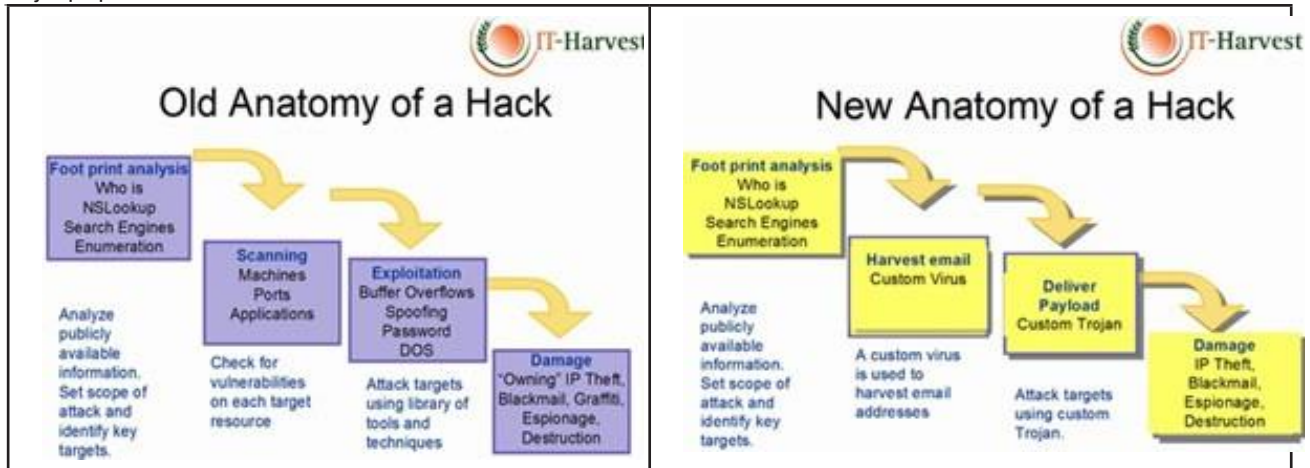 IT-Harvest
Old Anatomy of a Hack
Foot print analysis
Who is
NSLookup
Search Engines
Enumeration
Analyze
publicly
available
information.
Set scope of
attack and
identify key
targets.
Scanning
Machines
Ports
Applications
Check for
vulnerabilities
on each target
resource
Exploitation
Buffer Overflows
Spoofing
Password
DOS
Attack targets
using library of
tools and
techniques
Damage
"Owning" IP Theft,
Blackmail, Graffiti,
Espionage,
Destruction
IT-Harvest
New Anatomy of a Hack
Foot print analysis
Who is
NSLookup
Search Engines
Enumeration
Analyze
publicly
available
information.
Set scope of
attack and
identify key
targets.
Harvest email
Custom Virus
A custom virus
is used to
harvest email
addresses
Deliver
Payload
Custom Trojan
Attack targets
using custom
Trojan.
Damage
IP Theft,
Blackmail,
Espionage,
Destruction